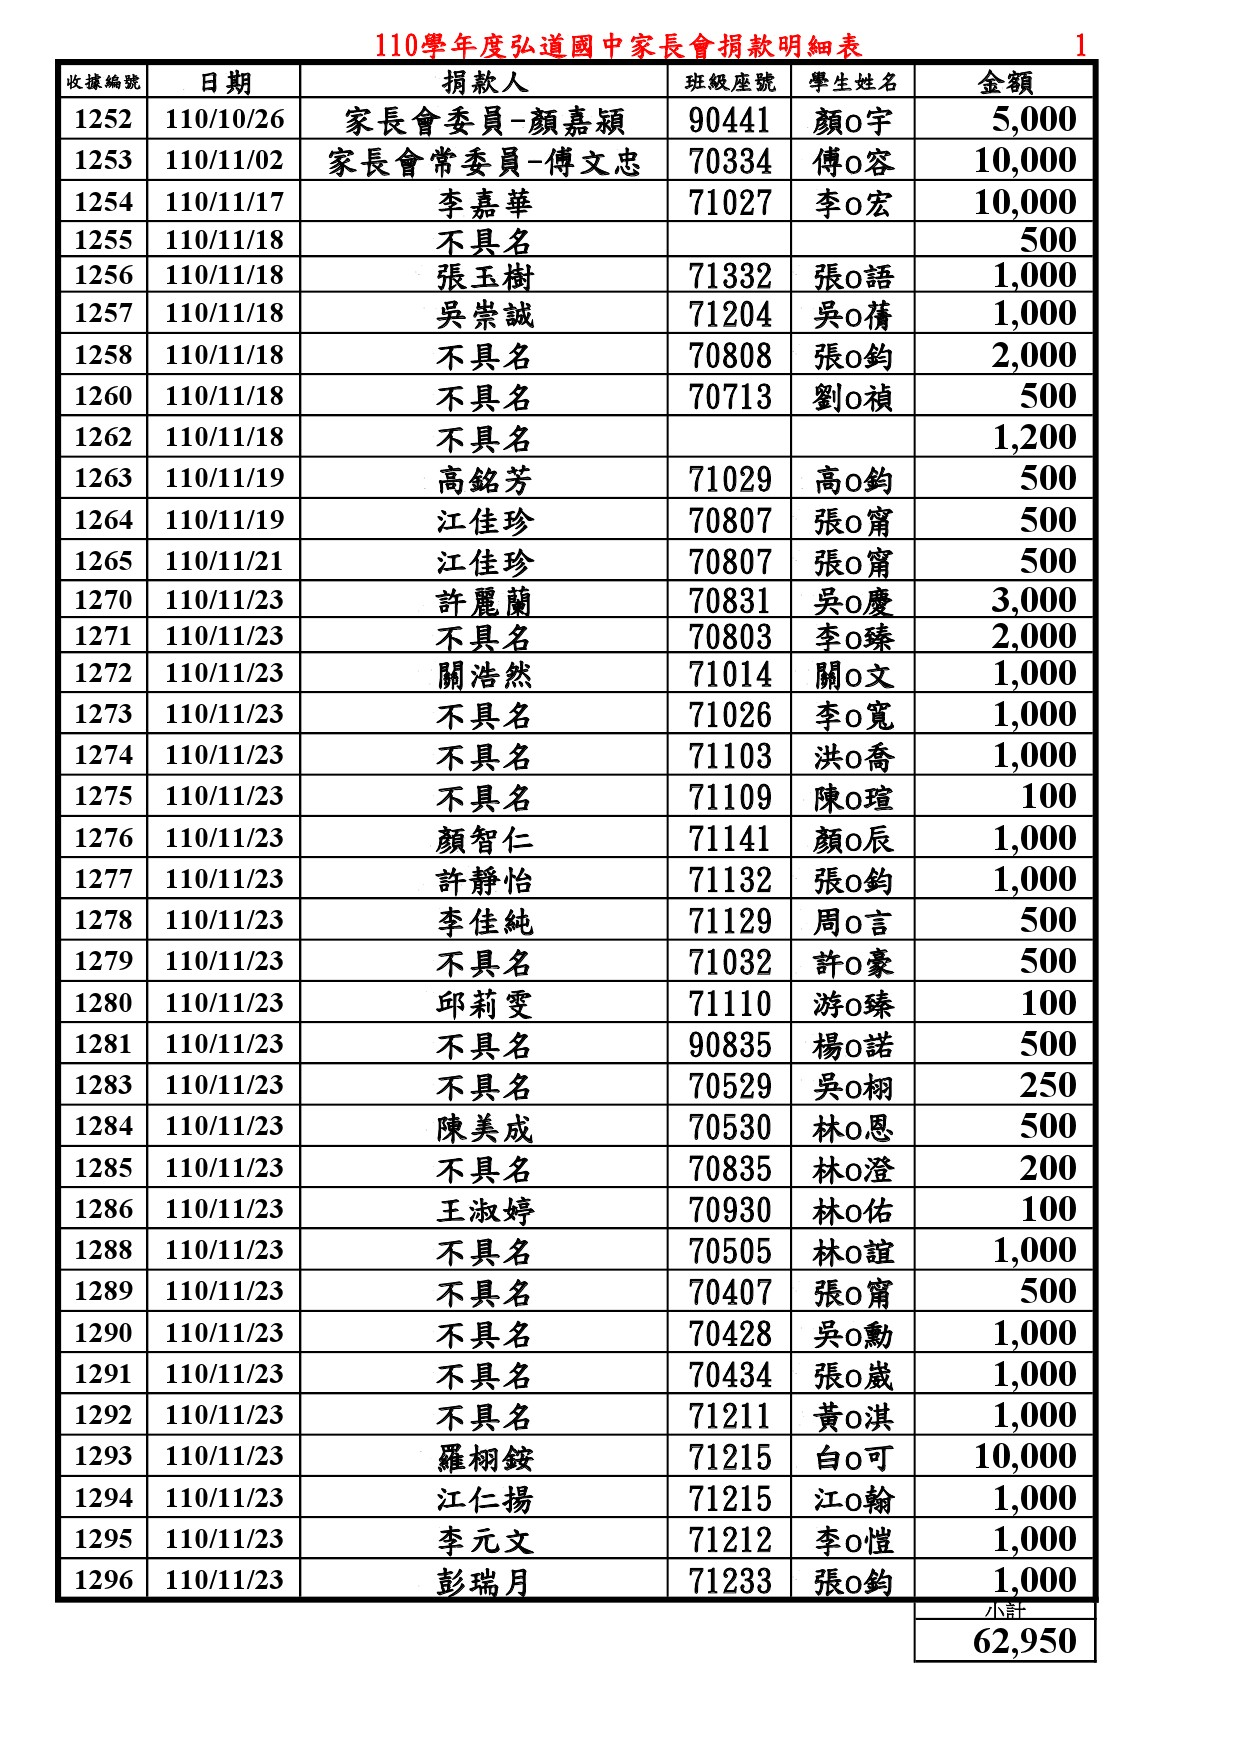 110學年度弘道國中家長會捐款明細表 1
收據編號 日期 捐款人 班級座號 學生姓名 金額
1252 110/10/26 家長會委員-顏嘉潁 90441 顏o宇 5,000
1253 110/11/02 家長會常委員-傅文忠 70334 傅o容 10,000
1254 110/11/17 李嘉華 71027 李o宏 10,000
1255 110/11/18 不具名 500
1256 110/11/18 張玉樹 71332 張o語 1,000
1257 110/11/18 吳崇誠 71204 吳o蒨 1,000
1258 110/11/18 不具名 70808 張o鈞 2,000
1260 110/11/18 不具名 70713 劉o禎 500
1262 110/11/18 不具名 1,200
1263 110/11/19 高銘芳 71029 高o鈞 500
1264 110/11/19 江佳珍 70807 張o甯 500
1265 110/11/21 江佳珍 70807 張o甯 500
1270 110/11/23 許麗蘭 70831 吳o慶 3,000
1271 110/11/23 不具名 70803 李o臻 2,000
1272 110/11/23 關浩然 71014 關o文 1,000
1273 110/11/23 不具名 71026 李o寬 1,000
1274 110/11/23 不具名 71103 洪o喬 1,000
1275 110/11/23 不具名 71109 陳o瑄 100
1276 110/11/23 顏智仁 71141 顏o辰 1,000
1277 110/11/23 許靜怡 71132 張o鈞 1,000
1278 110/11/23 李佳純 71129 周o言 500
1279 110/11/23 不具名 71032 許o豪 500
1280 110/11/23 邱莉雯 71110 游o臻 100
1281 110/11/23 不具名 90835 楊o諾 500
1283 110/11/23 不具名 70529 吳o栩 250
1284 110/11/23 陳美成 70530 林o恩 500
1285 110/11/23 不具名 70835 林o澄 200
1286 110/11/23 王淑婷 70930 林o佑 100
1288 110/11/23 不具名 70505 林o誼 1,000
1289 110/11/23 不具名 70407 張o甯 500
1290 110/11/23 不具名 70428 吳o勳 1,000
1291 110/11/23 不具名 70434 張o崴 1,000
1292 110/11/23 不具名 71211 黃o淇 1,000
1293 110/11/23 羅栩銨 71215 白o可 10,000
1294 110/11/23 江仁揚 71215 江o翰 1,000
1295 110/11/23 李元文 71212 李o愷 1,000
1296 110/11/23 彭瑞月 71233 張o鈞 1,000
小計
62,950